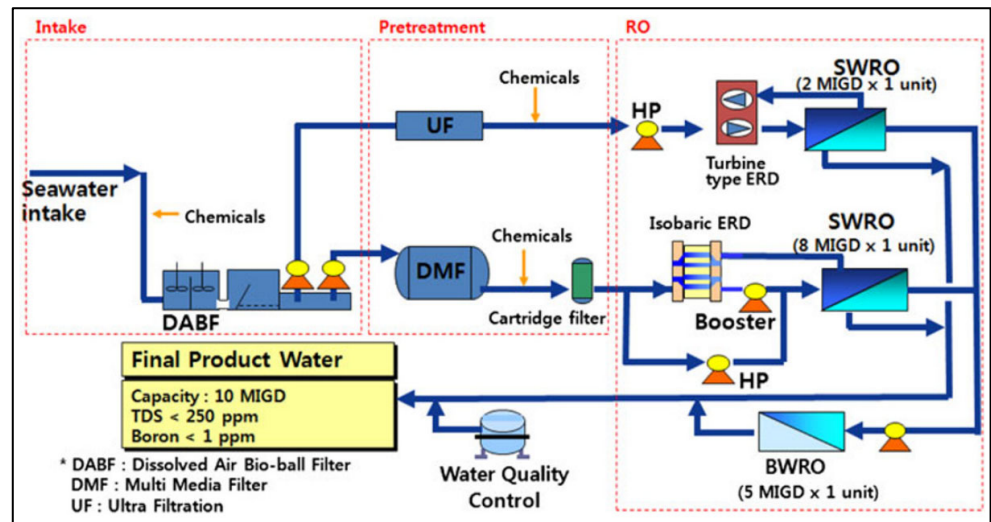 Intake
Pretreatment
RO
Seawater
intake
Chemicals
DABF
UF
Chemicals
DMF
Chemicals
Cartridge filter
HP
Turbine
type ERD
SWRO
(2 MIGD x 1 unit)
Isobaric ERD
Booster
HP
SWRO
(8 MIGD x 1 unit)
BWRO
(5 MIGD x 1 unit)
Water Quality
Control
Final Product Water
Capacity : 10 MIGD
TDS < 250 ppm
Boron < 1 ppm
* DABF : Dissolved Air Bio-ball Filter
DMF : Multi Media Filter
UF : Ultra Filtration